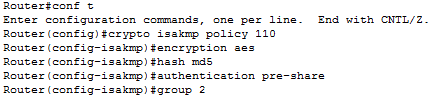 Router#conf t
Enter configuration commands, one per line.  End with CNTL/Z.
Router(config)#crypto isakmp policy 110
Router(config-isakmp)#encryption aes
Router(config-isakmp)#hash md5
Router(config-isakmp)#authentication pre-share
Router(config-isakmp)#group 2